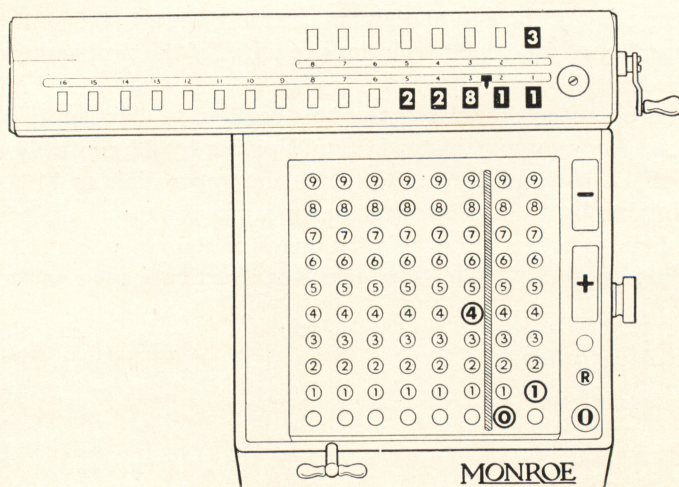 3
8 7 6 5 4 3 2 1
16 15 14 13 12 11 10 9 8 7 6 5 4 3 2 1
2 2 8 1 1
9 9 9 9 9 9 9 9 −
8 8 8 8 8 8 8 8
7 7 7 7 7 7 7 7
6 6 6 6 6 6 6 6 +
5 5 5 5 5 5 5 5
4 4 4 4 4 4
3 3 3 3 3 3 3 3
2 2 2 2 2 2 2 2 R
1 1 1 1 1 1 1 1
0 0
MONROE